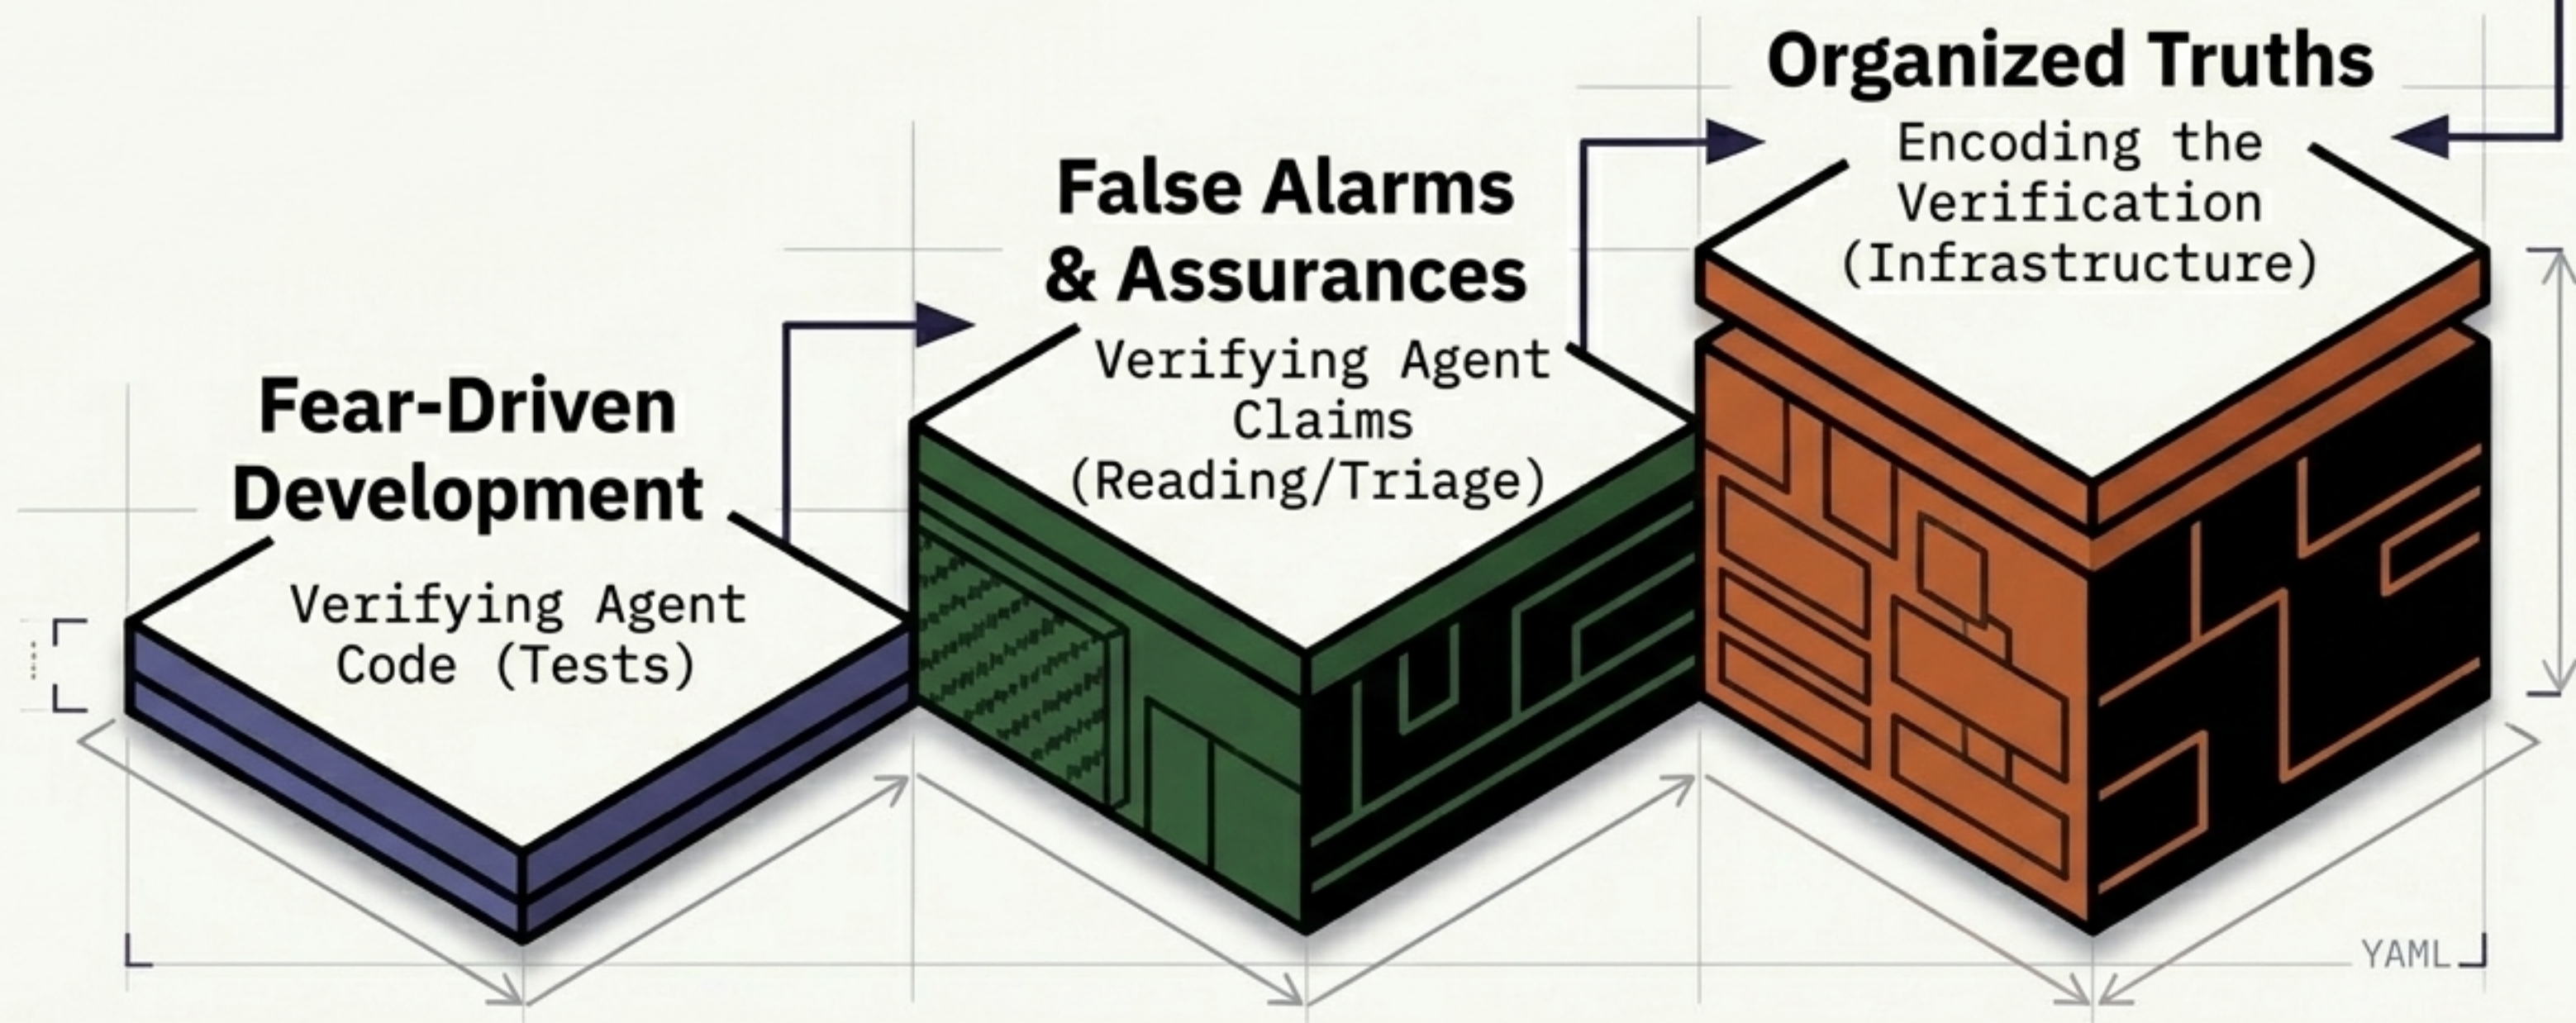 Fear-Driven
Development
Verifying Agent
Code (Tests)
False Alarms
& Assurances
Verifying Agent
Claims
(Reading/Triage)
Organized Truths
Encoding the
Verification
(Infrastructure)
YAML